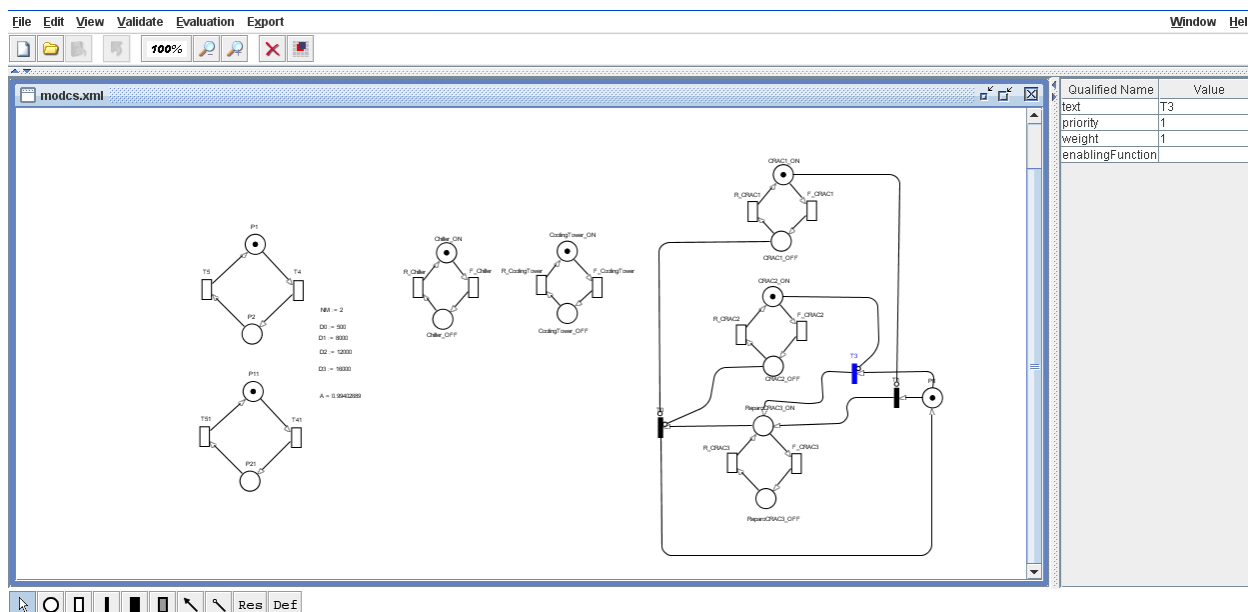 File Edit View Validate Evaluation Export Window Hel
100%
modcs.xml
Qualified Name Value
text T3
priority 1
weight 1
enablingFunction
CRAC1_ON
R_CRAC1 F_CRAC1
CRAC1_OFF
P1
T5 T4
P2
Chiller_ON
R_Chiller F_Chiller
Chiller_OFF
CoolingTower_ON
R_CoolingTower F_CoolingTower
CoolingTower_OFF
CRAC2_ON
R_CRAC2 F_CRAC2
CRAC2_OFF
NM := 2
D0 := 500
D1 := 8000
D2 := 12000
D3 := 16000
A = 0.99402689
T3
P11
T51 T41
P21
ReparoCRAC3_ON
R_CRAC3 F_CRAC3
ReparoCRAC3_OFF
Res Def